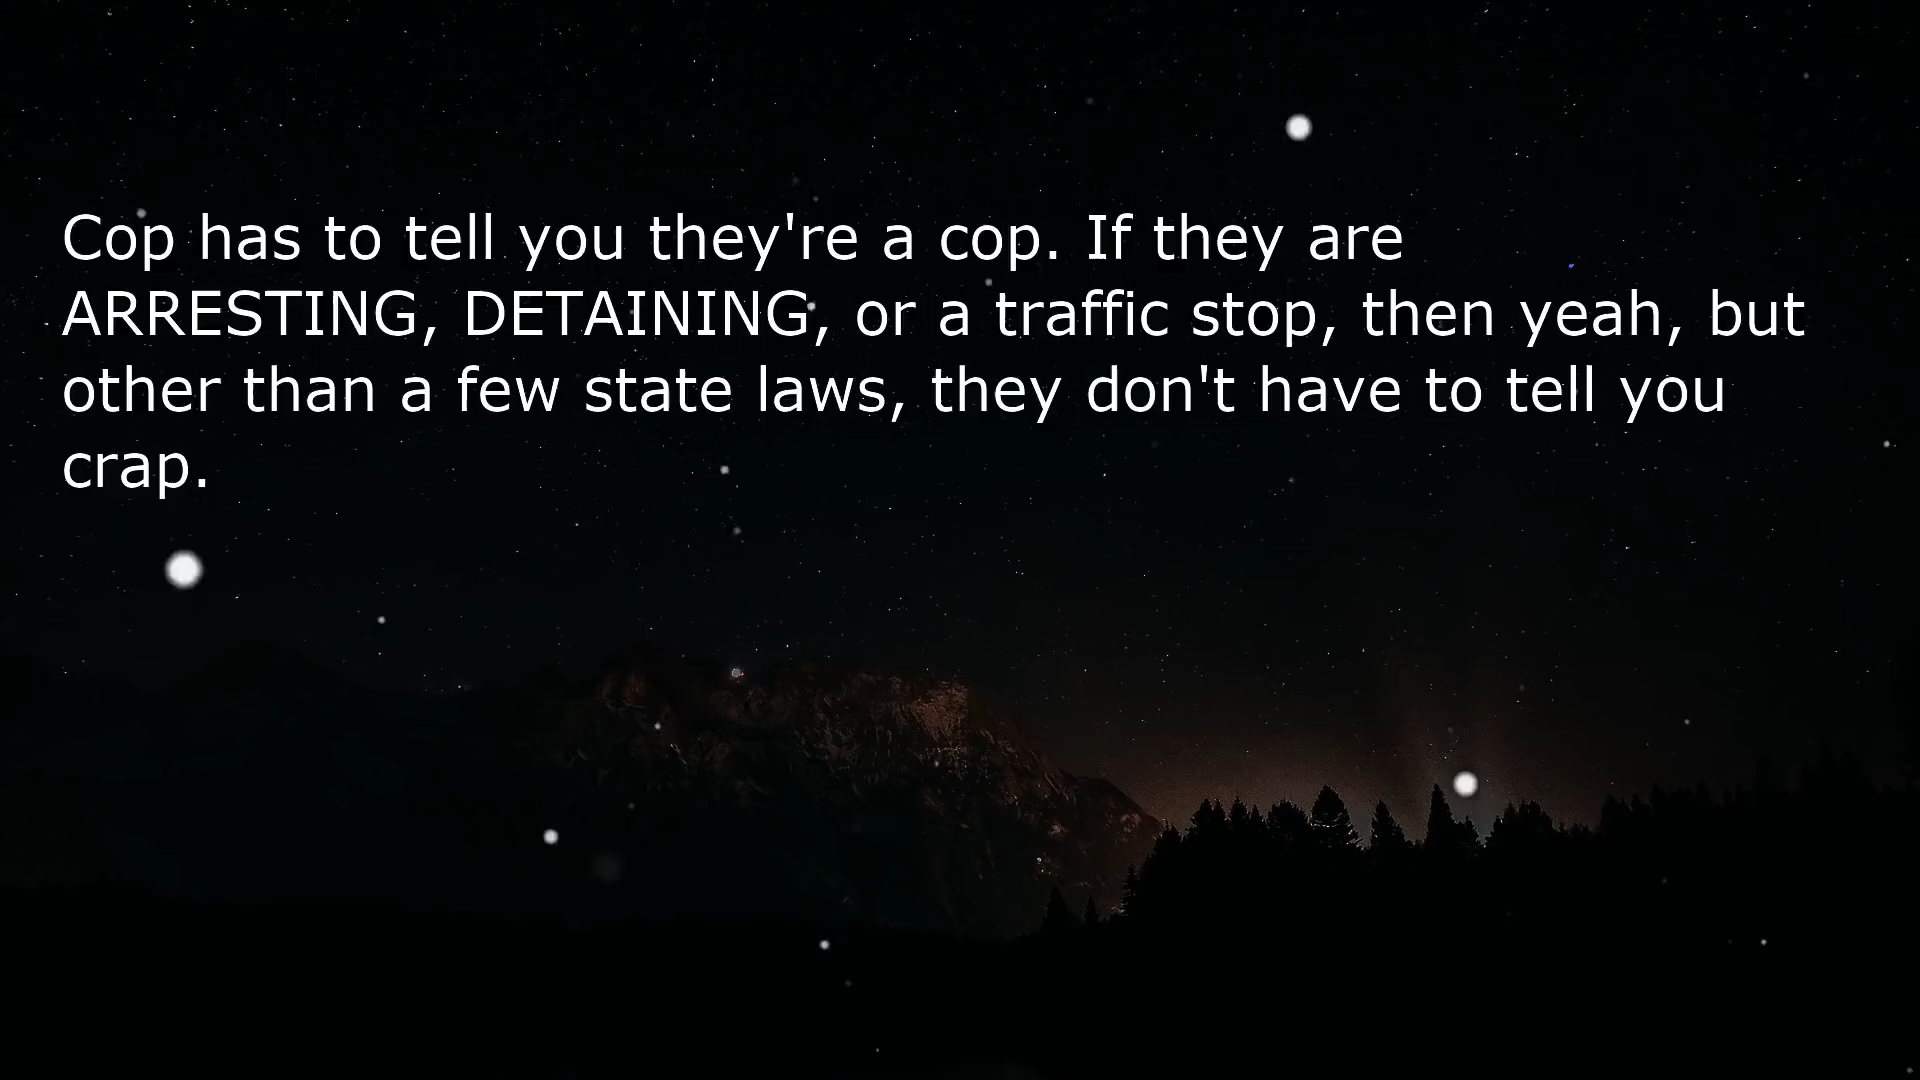 Cop has to tell you they're a cop. If they are
ARRESTING, DETAINING, or a traffic stop, then yeah, but
other than a few state laws, they don't have to tell you
crap.